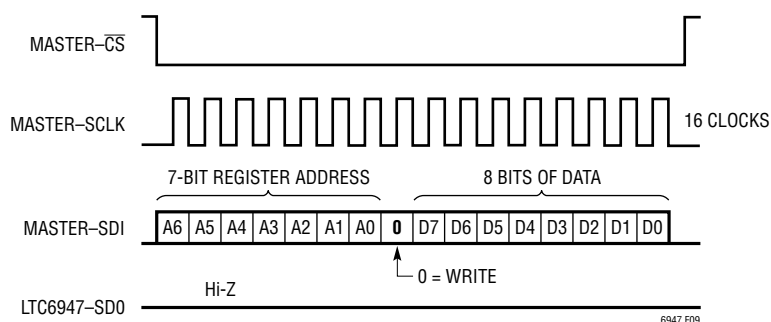 MASTER–CS
MASTER–SCLK
16 CLOCKS
7-BIT REGISTER ADDRESS 8 BITS OF DATA
MASTER–SDI A6 A5 A4 A3 A2 A1 A0 0 D7 D6 D5 D4 D3 D2 D1 D0
0 = WRITE
Hi-Z
LTC6947–SD0
6947 F09